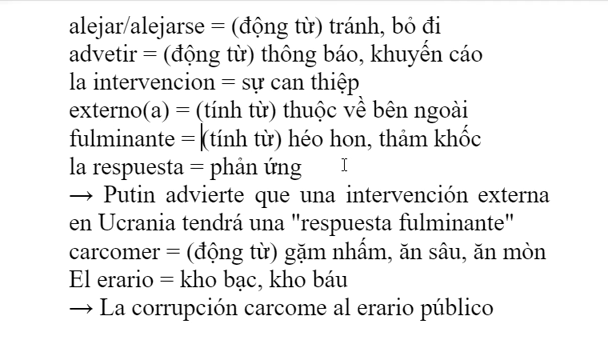 alejar/alejarse = (động từ) tránh, bỏ đi
advetir = (động từ) thông báo, khuyến cáo
la intervencion = sự can thiệp
externo(a) = (tính từ) thuộc về bên ngoài
fulminante = (tính từ) héo hon, thảm khốc
la respuesta = phản ứng
→ Putin advierte que una intervención externa
en Ucrania tendrá una "respuesta fulminante"
carcomer = (động từ) gặm nhấm, ăn sâu, ăn mòn
El erario = kho bạc, kho báu
→ La corrupción carcome al erario público